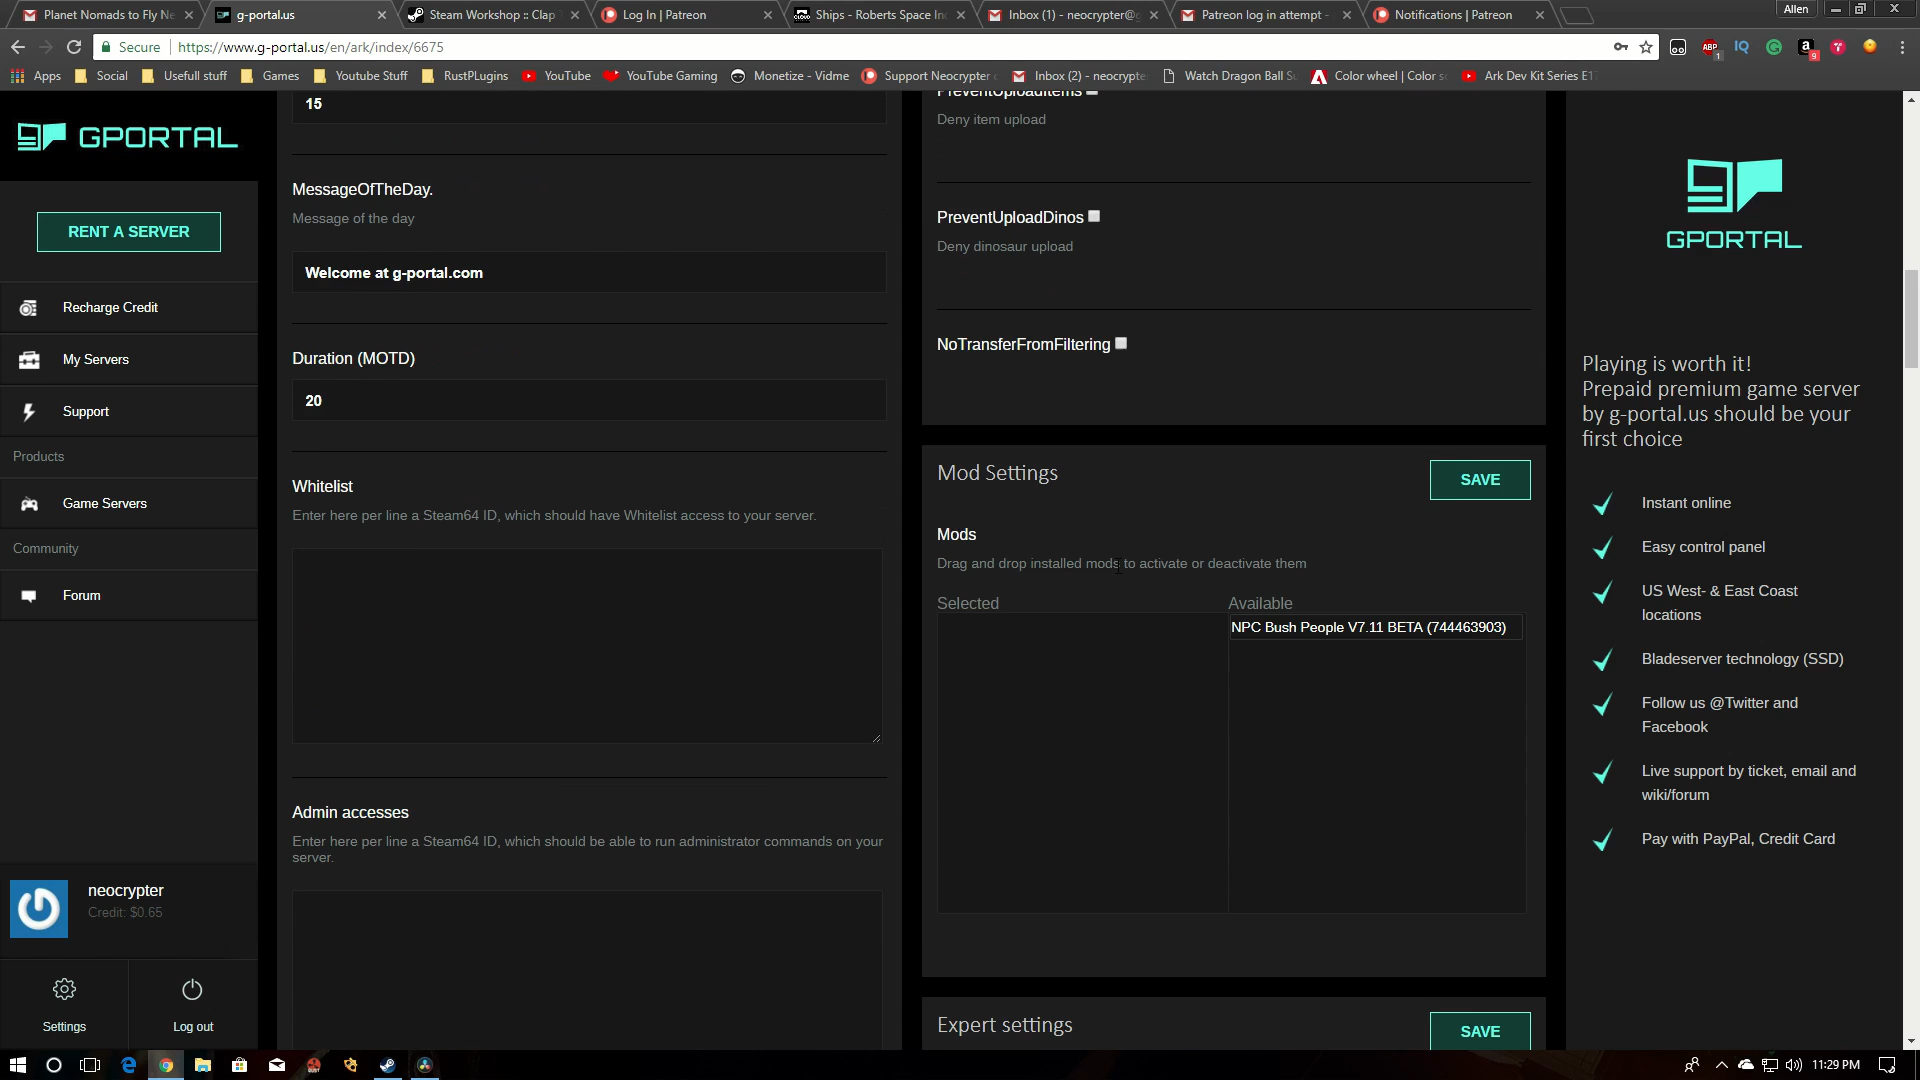 Planet Nomads to Fly Ne
g-portal.us
Steam Workshop :: Clap
Log In | Patreon
Ships - Roberts Space In
Inbox (1) - neocrypter@g
Patreon log in attempt -
Notifications | Patreon
Allen
Secure
https://www.g-portal.us/en/ark/index/6675
Apps
Social
Usefull stuff
Games
Youtube Stuff
RustPLugins
YouTube
YouTube Gaming
Monetize - Vidme
Support Neocrypter
Inbox (2) - neocrypte
Watch Dragon Ball Su
Color wheel | Color s
Ark Dev Kit Series E1
GPORTAL
RENT A SERVER
Recharge Credit
My Servers
Support
Products
Game Servers
Community
Forum
neocrypter
Credit: $0.65
Settings
Log out
15
MessageOfTheDay.
Message of the day
Welcome at g-portal.com
Duration (MOTD)
20
Whitelist
Enter here per line a Steam64 ID, which should have Whitelist access to your server.
Admin accesses
Enter here per line a Steam64 ID, which should be able to run administrator commands on your
server.
PreventUploadItems
Deny item upload
PreventUploadDinos
Deny dinosaur upload
NoTransferFromFiltering
Mod Settings
SAVE
Mods
Drag and drop installed mods to activate or deactivate them
Selected
Available
NPC Bush People V7.11 BETA (744463903)
Expert settings
SAVE
GPORTAL
Playing is worth it!
Prepaid premium game server
by g-portal.us should be your
first choice
Instant online
Easy control panel
US West- & East Coast
locations
Bladeserver technology (SSD)
Follow us @Twitter and
Facebook
Live support by ticket, email and
wiki/forum
Pay with PayPal, Credit Card
11:29 PM